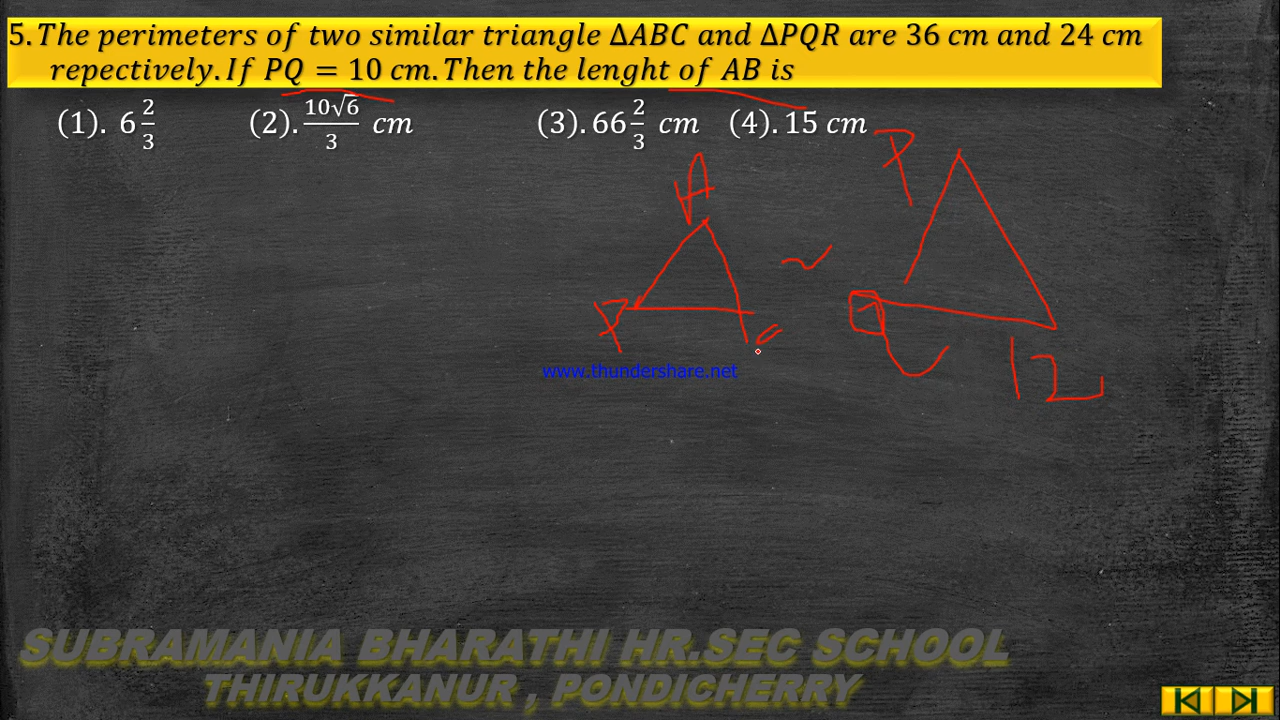 5. The perimeters of two similar triangle ΔABC and ΔPQR are 36 cm and 24 cm
repectively. If PQ = 10 cm. Then the lenght of AB is
(1). 6 2/3 (2). 10√6/3 cm (3). 66 2/3 cm (4). 15 cm
P
A
~
www.thundershare.net
SUBRAMANIA BHARATHI HR.SEC SCHOOL
THIRUKKANUR , PONDICHERRY